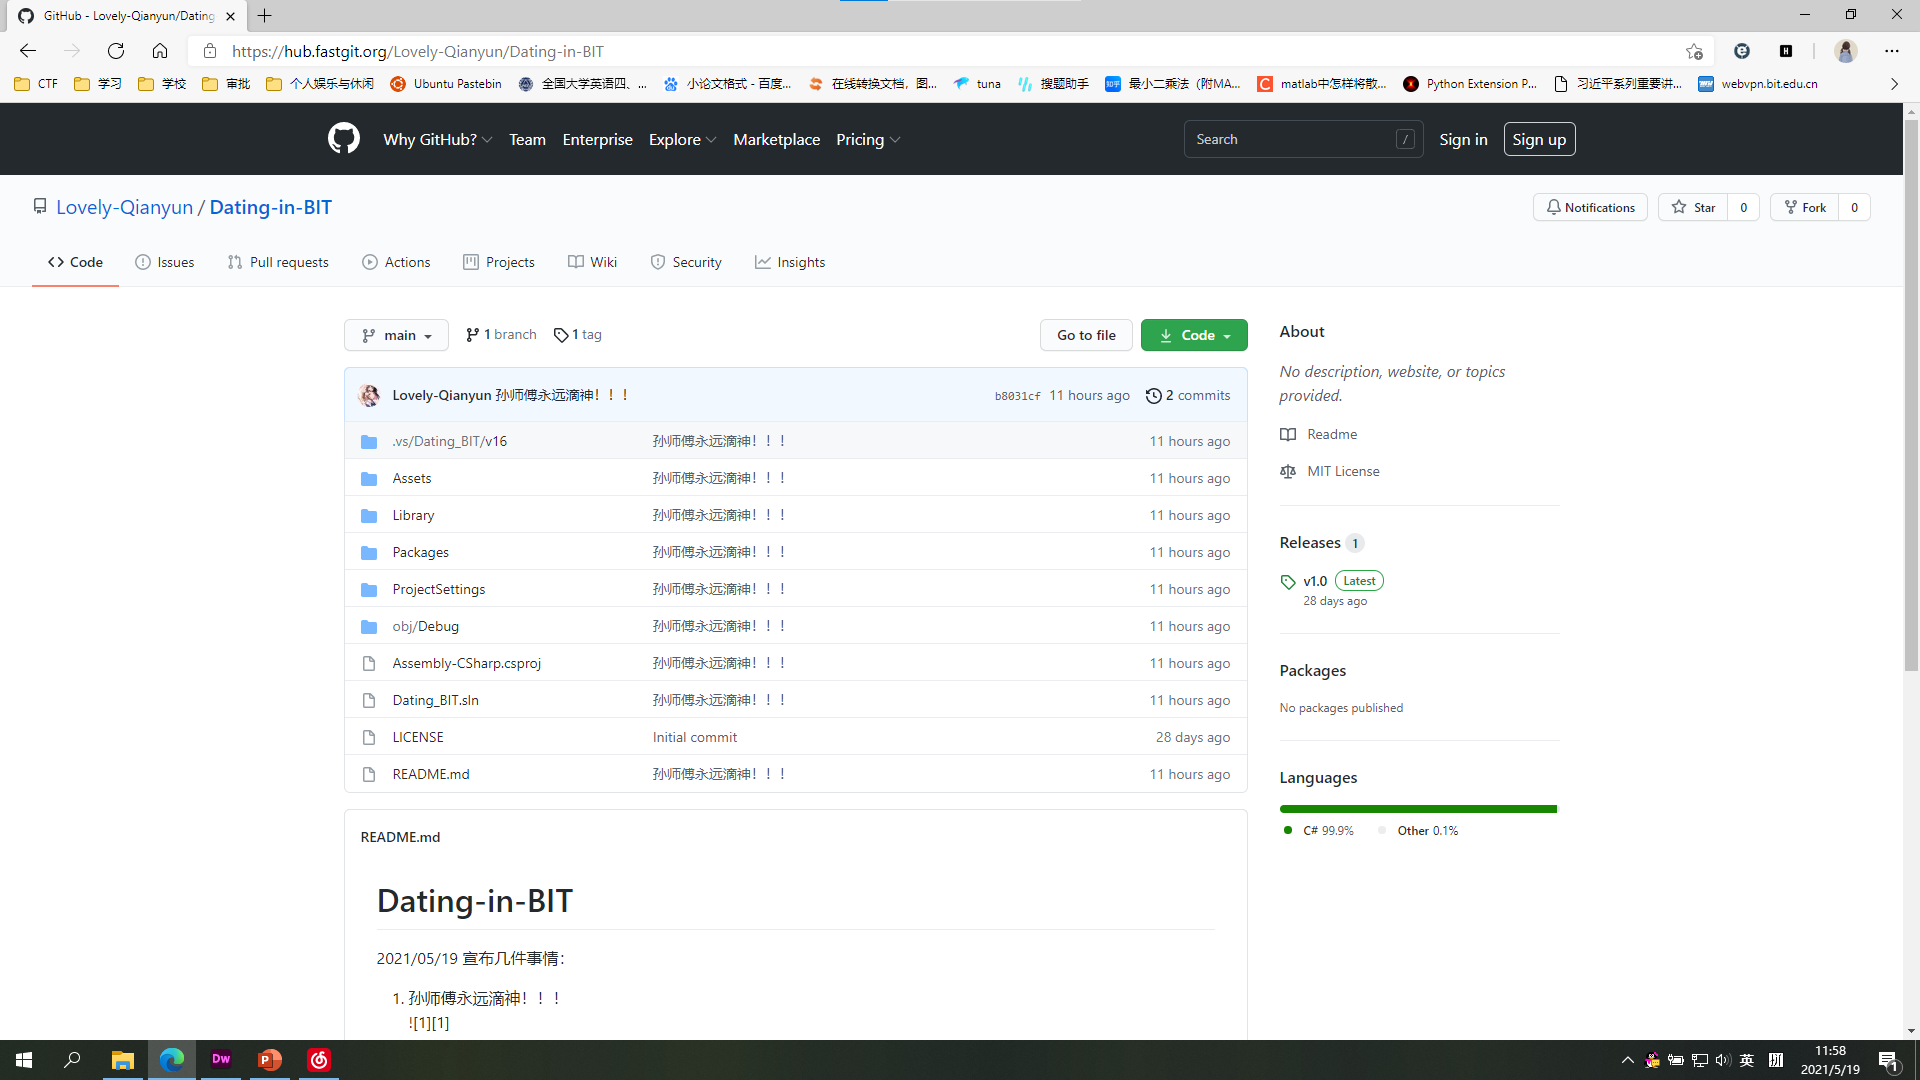 GitHub - Lovely-Qianyun/Dating
https://hub.fastgit.org/Lovely-Qianyun/Dating-in-BIT
CTF 学习 学校 审批 个人娱乐与休闲 Ubuntu Pastebin 全国大学英语四、... 小论文格式 - 百度... 在线转换文档，图... tuna 搜题助手 最小二乘法（附MA... matlab中怎样将散... Python Extension P... 习近平系列重要讲... webvpn.bit.edu.cn
Why GitHub? Team Enterprise Explore Marketplace Pricing Search / Sign in Sign up
Lovely-Qianyun / Dating-in-BIT Notifications Star 0 Fork 0
Code Issues Pull requests Actions Projects Wiki Security Insights
main 1 branch 1 tag Go to file Code
Lovely-Qianyun 孙师傅永远滴神！！！ b8031cf 11 hours ago 2 commits
.vs/Dating_BIT/v16 孙师傅永远滴神！！！ 11 hours ago
Assets 孙师傅永远滴神！！！ 11 hours ago
Library 孙师傅永远滴神！！！ 11 hours ago
Packages 孙师傅永远滴神！！！ 11 hours ago
ProjectSettings 孙师傅永远滴神！！！ 11 hours ago
obj/Debug 孙师傅永远滴神！！！ 11 hours ago
Assembly-CSharp.csproj 孙师傅永远滴神！！！ 11 hours ago
Dating_BIT.sln 孙师傅永远滴神！！！ 11 hours ago
LICENSE Initial commit 28 days ago
README.md 孙师傅永远滴神！！！ 11 hours ago
README.md
Dating-in-BIT
2021/05/19 宣布几件事情：
1. 孙师傅永远滴神！！！
![1][1]
About
No description, website, or topics
provided.
Readme
MIT License
Releases 1
v1.0 Latest
28 days ago
Packages
No packages published
Languages
C# 99.9% Other 0.1%
Dw P 英 拼 11:58
2021/5/19 1